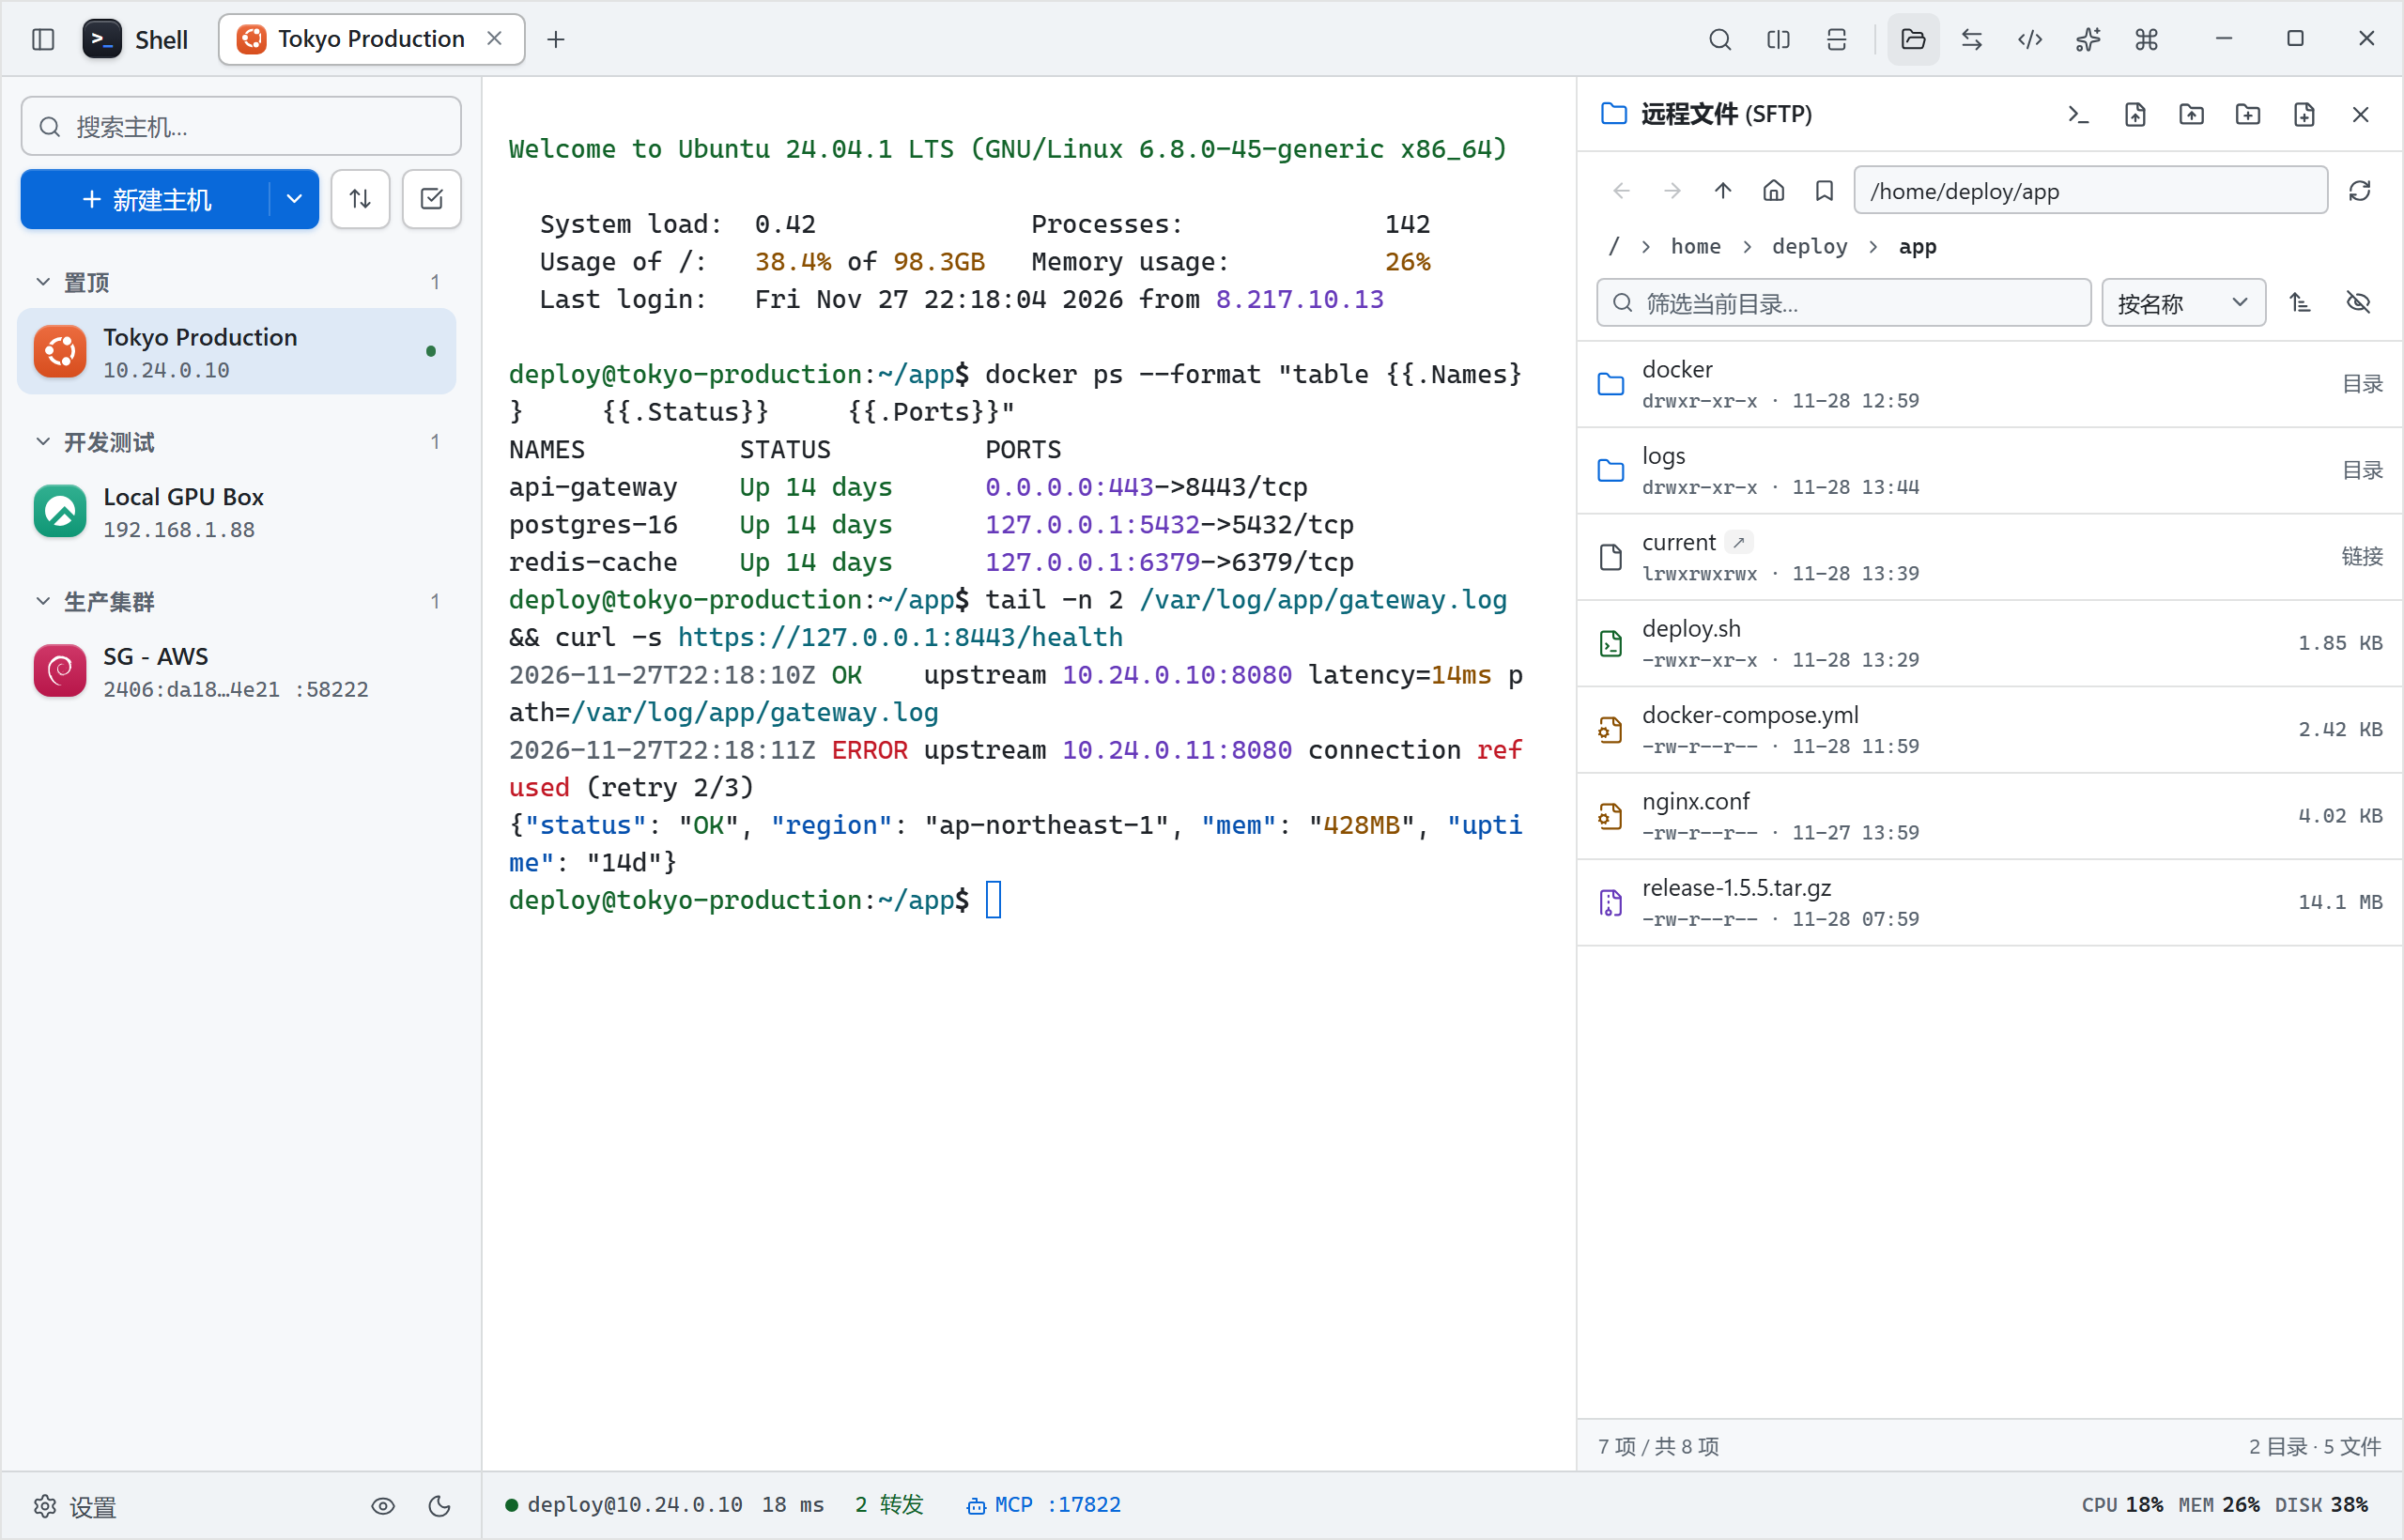 >_ Shell
Tokyo Production
搜索主机...
新建主机
置顶 1
Tokyo Production
10.24.0.10
开发测试 1
Local GPU Box
192.168.1.88
生产集群 1
SG - AWS
2406:da18…4e21 :58222
设置
Welcome to Ubuntu 24.04.1 LTS (GNU/Linux 6.8.0-45-generic x86_64)
System load: 0.42 Processes: 142
Usage of /: 38.4% of 98.3GB Memory usage: 26%
Last login: Fri Nov 27 22:18:04 2026 from 8.217.10.13
deploy@tokyo-production:~/app$ docker ps --format "table {{.Names}
} {{.Status}} {{.Ports}}"
NAMES STATUS PORTS
api-gateway Up 14 days 0.0.0.0:443->8443/tcp
postgres-16 Up 14 days 127.0.0.1:5432->5432/tcp
redis-cache Up 14 days 127.0.0.1:6379->6379/tcp
deploy@tokyo-production:~/app$ tail -n 2 /var/log/app/gateway.log
&& curl -s https://127.0.0.1:8443/health
2026-11-27T22:18:10Z OK upstream 10.24.0.10:8080 latency=14ms p
ath=/var/log/app/gateway.log
2026-11-27T22:18:11Z ERROR upstream 10.24.0.11:8080 connection ref
used (retry 2/3)
{"status": "OK", "region": "ap-northeast-1", "mem": "428MB", "upti
me": "14d"}
deploy@tokyo-production:~/app$
远程文件 (SFTP)
/home/deploy/app
/ > home > deploy > app
筛选当前目录...
按名称
docker
drwxr-xr-x · 11-28 12:59
目录
logs
drwxr-xr-x · 11-28 13:44
目录
current ↗
lrwxrwxrwx · 11-28 13:39
链接
deploy.sh
-rwxr-xr-x · 11-28 13:29
1.85 KB
docker-compose.yml
-rw-r--r-- · 11-28 11:59
2.42 KB
nginx.conf
-rw-r--r-- · 11-27 13:59
4.02 KB
release-1.5.5.tar.gz
-rw-r--r-- · 11-28 07:59
14.1 MB
7 项 / 共 8 项
2 目录 · 5 文件
deploy@10.24.0.10 18 ms 2 转发 MCP :17822
CPU 18% MEM 26% DISK 38%